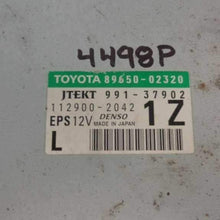 4498P
TOYOTA 89650-02320
JTEKT 991-37902
112900-2042 1Z
EPS 12V DENSO
L MADE IN JAPAN